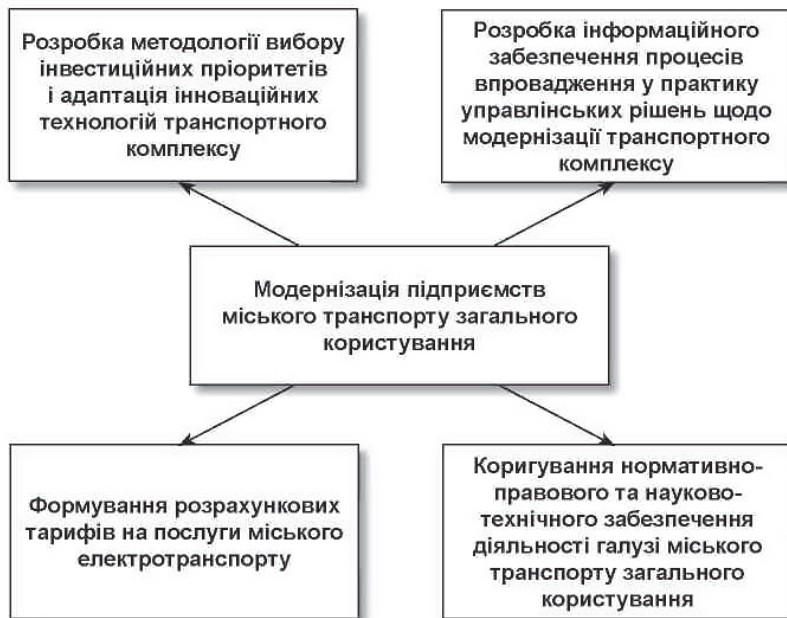 Розробка методології вибору
інвестиційних пріоритетів
і адаптація інноваційних
технологій транспортного
комплексу
Розробка інформаційного
забезпечення процесів
впровадження у практику
управлінських рішень щодо
модернізації транспортного
комплексу
Модернізація підприємств
міського транспорту загального
користування
Формування розрахункових
тарифів на послуги міського
електротранспорту
Коригування нормативно-
правового та науково-
технічного забезпечення
діяльності галузі міського
транспорту загального
користування